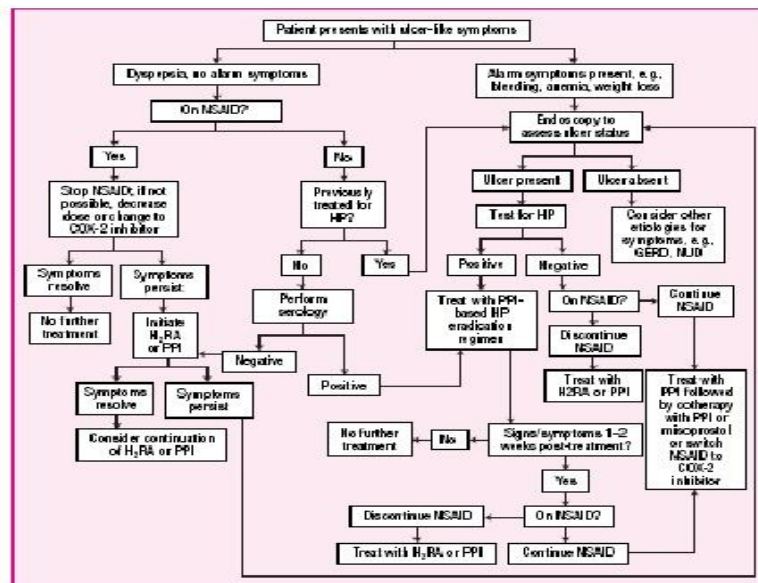 Patient presents with ulcer-like symptoms
Dyspepsia, no alarm symptoms
Alarm symptoms present, e.g.,
bleeding, anemia, weight loss
On NSAID?
Endoscopy to
assess ulcer status
Yes
No
Ulcer present
Ulcer absent
Stop NSAID; if not
possible, decrease
dose or change to
COX-2 inhibitor
Previously
treated for
HP?
Test for HP
Consider other
etiologies for
symptoms, e.g.,
GERD, NUD
Symptoms
resolve
Symptoms
persist
No
Yes
Positive
Negative
No further
treatment
Initiate
H2RA
or PPI
Perform
serology
Treat with PPI-
based HP
eradication
regimen
On NSAID?
Continue
NSAID
Discontinue
NSAID
Negative
Positive
Treat with
H2RA or PPI
Symptoms
resolve
Symptoms
persist
Treat with
PPI followed
by cotherapy
with PPI or
misoprostol
or switch
NSAID to
COX-2
inhibitor
Consider continuation
of H2RA or PPI
No further
treatment
No
Signs/symptoms 1–2
weeks post-treatment?
Yes
Discontinue NSAID
On NSAID?
Treat with H2RA or PPI
Continue NSAID